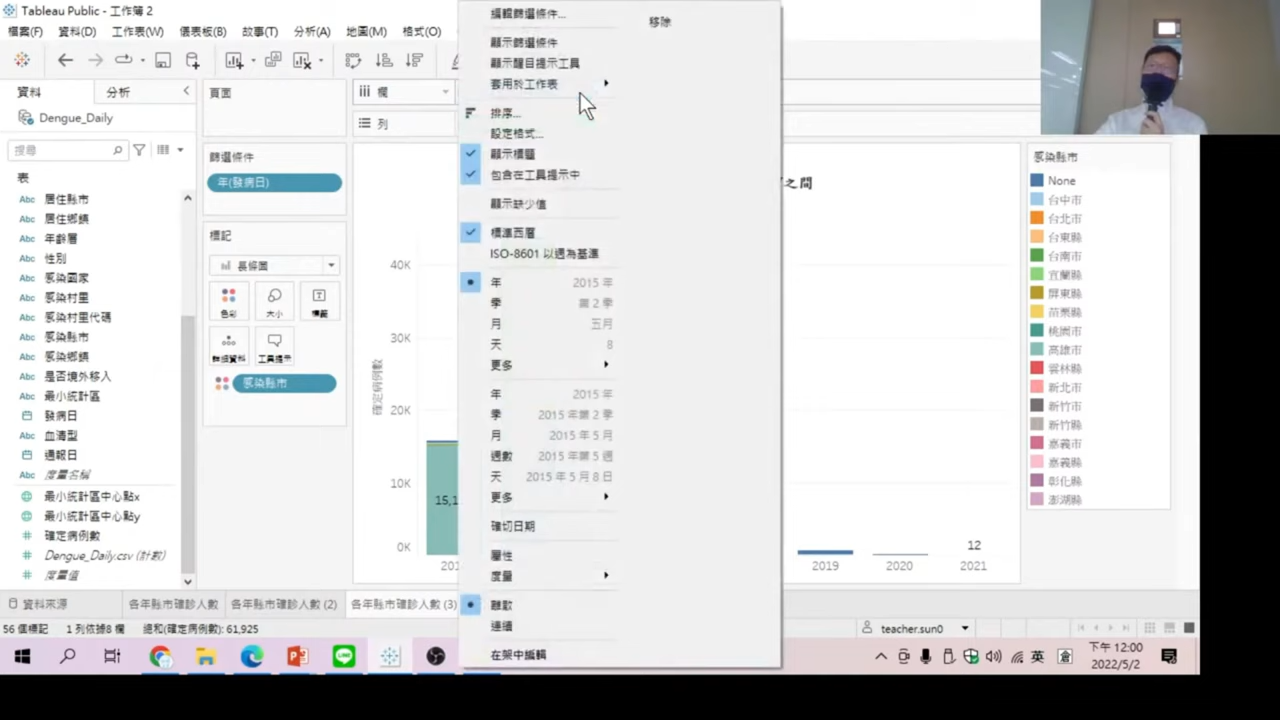 Tableau Public - 工作簿 2
檔案(F) 資料(D) 工作表(W) 儀表板(B) 故事(T) 分析(A) 地圖(M) 格式(O)
資料 分析
Dengue_Daily
搜尋
表
Abc 居住縣市
Abc 居住鄉鎮
Abc 年齡層
Abc 性別
Abc 感染國家
Abc 感染村里
Abc 感染村里代碼
Abc 感染縣市
Abc 感染鄉鎮
Abc 是否境外移入
Abc 最小統計區
發病日
Abc 血清型
通報日
Abc 度量名稱
最小統計區中心點x
最小統計區中心點y
確定病例數
Dengue_Daily.csv (計數)
度量值
頁面
篩選條件
年(發病日)
標記
長條圖
色彩 大小 標籤
詳細資料 工具提示
感染縣市
欄
列
編輯篩選條件...
顯示篩選條件
顯示醒目提示工具
套用於工作表
排序...
設定格式...
顯示標題
包含在工具提示中
顯示缺少值
標準西曆
ISO-8601 以週為基準
年 2015 年
季 第 2 季
月 五月
天 8
更多
年 2015 年
季 2015 年第 2 季
月 2015 年 5 月
週數 2015 年第 5 週
天 2015 年 5 月 8 日
更多
確切日期
屬性
度量
離散
連續
在架中編輯
移除
之間
確定病例數
40K
30K
20K
10K
0K
15,1
201
12
2019 2020 2021
感染縣市
None
台中市
台北市
台東縣
台南市
宜蘭縣
屏東縣
苗栗縣
桃園市
高雄市
雲林縣
新北市
新竹市
新竹縣
嘉義市
嘉義縣
彰化縣
澎湖縣
資料來源 各年縣市確診人數 各年縣市確診人數 (2) 各年縣市確診人數 (3)
56 個標記 1 列依據8 欄 總和(確定病例數): 61,925
teacher.sun0
英
下午 12:00
2022/5/2